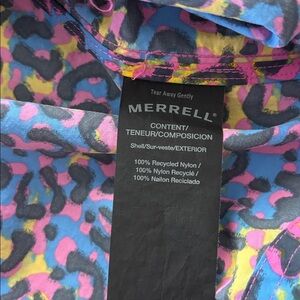 Tear Away Gently
MERRELL®
CONTENT/
TENEUR/COMPOSICION
Shell/Sur-veste/EXTERIOR
100% Recycled Nylon /
100% Nylon Recyclé /
100% Nailon Reciclado